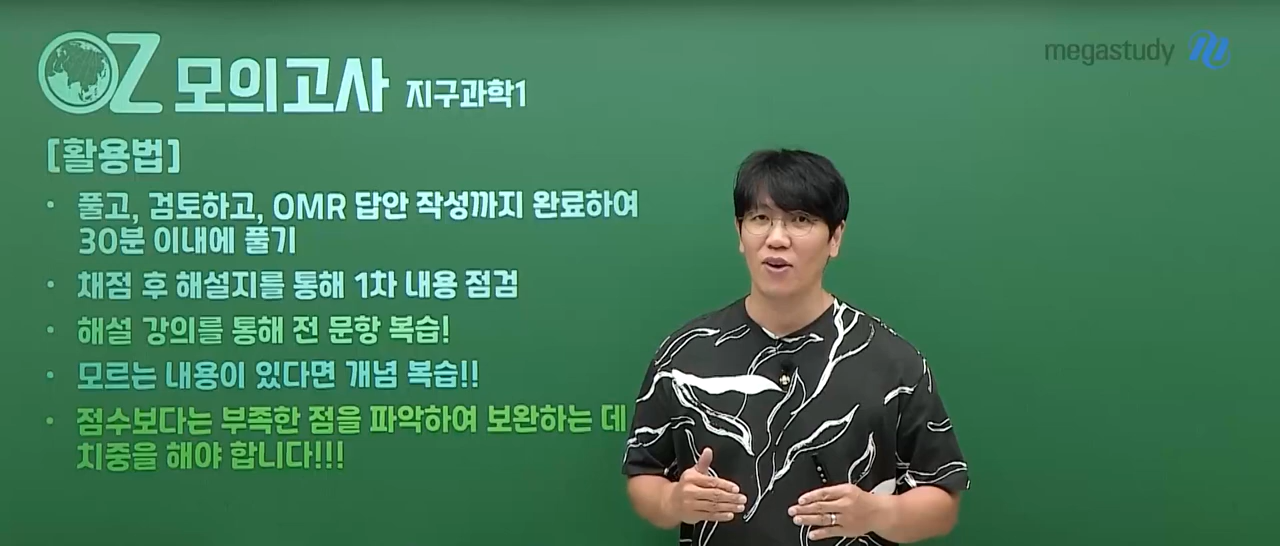 OZ 모의고사 지구과학1
megastudy
[활용법]
• 풀고, 검토하고, OMR 답안 작성까지 완료하여
30분 이내에 풀기
• 채점 후 해설지를 통해 1차 내용 점검
• 해설 강의를 통해 전 문항 복습!
• 모르는 내용이 있다면 개념 복습!!
• 점수보다는 부족한 점을 파악하여 보완하는 데
치중을 해야 합니다!!!